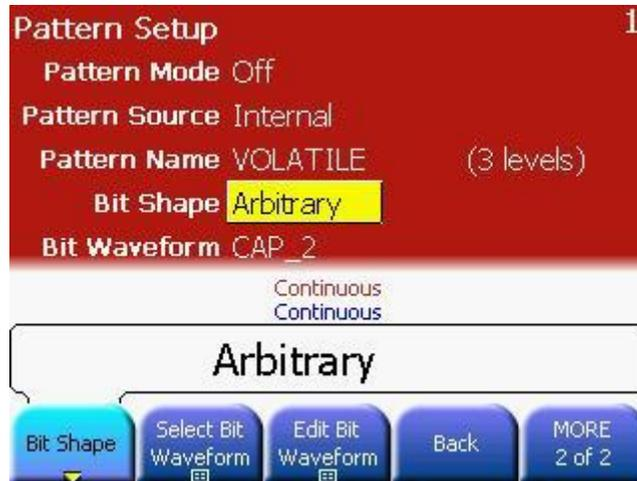 Pattern Setup 1
Pattern Mode Off
Pattern Source Internal
Pattern Name VOLATILE (3 levels)
Bit Shape Arbitrary
Bit Waveform CAP_2
Continuous
Continuous
Arbitrary
Bit Shape
Select Bit Waveform
Edit Bit Waveform
Back
MORE 2 of 2